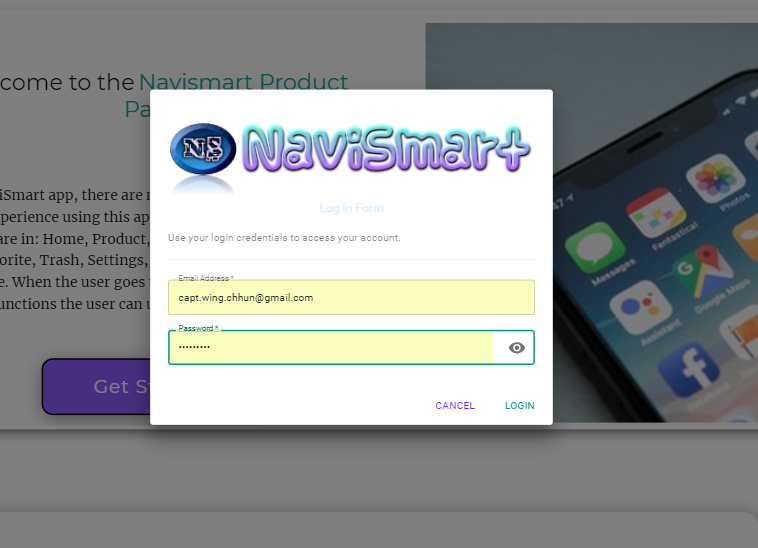 come to the Navismart Product
Pa
NS NaviSmart
Log In Form
iSmart app, there are
perience using this ap
Use your login credentials to access your account.
are in: Home, Product,
orite, Trash, Settings,
Email Address *
e. When the user goes
capt.wing.chhun@gmail.com
unctions the user can
Password *
•••••••••
Get S
CANCEL LOGIN
47
Messages
Fantastical
Photos
Assistant
Google Maps
Facebook